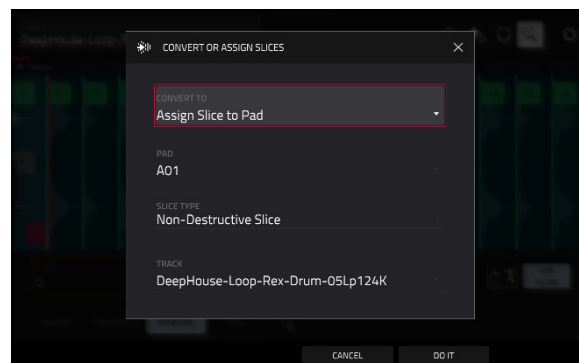 CONVERT OR ASSIGN SLICES
CONVERT TO
Assign Slice to Pad
PAD
A01
SLICE TYPE
Non-Destructive Slice
TRACK
DeepHouse-Loop-Rex-Drum-05Lp124K
CANCEL
DO IT